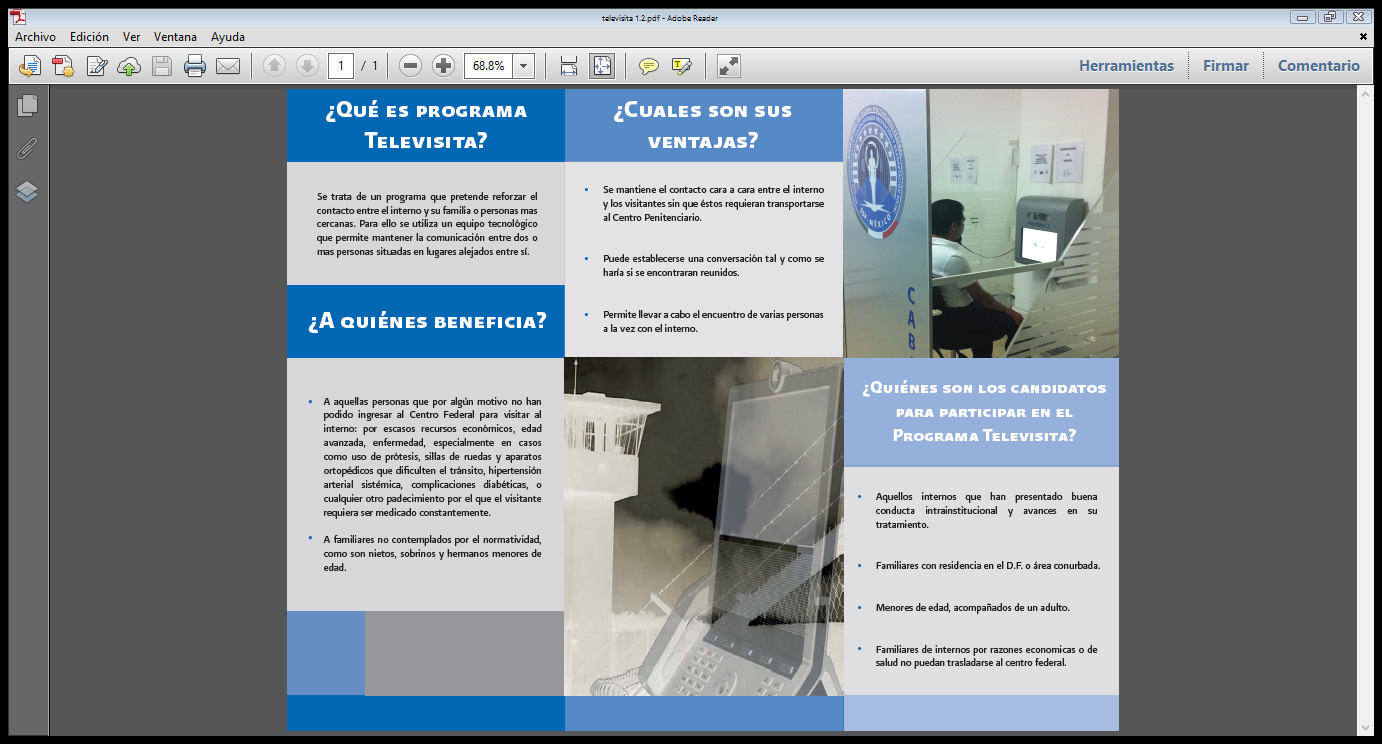 televisita 1.2.pdf - Adobe Reader
Archivo Edición Ver Ventana Ayuda
1 / 1
68.8%
Herramientas Firmar Comentario
¿Qué es programa
Televisita?
Se trata de un programa que pretende reforzar el
contacto entre el interno y su familia o personas mas
cercanas. Para ello se utiliza un equipo tecnológico
que permite mantener la comunicación entre dos o
mas personas situadas en lugares alejados entre sí.
¿A quiénes beneficia?
A aquellas personas que por algún motivo no han
podido ingresar al Centro Federal para visitar al
interno: por escasos recursos económicos, edad
avanzada, enfermedad, especialmente en casos
como uso de prótesis, sillas de ruedas y aparatos
ortopédicos que dificulten el tránsito, hipertensión
arterial sistémica, complicaciones diabéticas, o
cualquier otro padecimiento por el que el visitante
requiera ser medicado constantemente.
A familiares no contemplados por el normatividad,
como son nietos, sobrinos y hermanos menores de
edad.
¿Cuales son sus
ventajas?
Se mantiene el contacto cara a cara entre el interno
y los visitantes sin que éstos requieran transportarse
al Centro Penitenciario.
Puede establecerse una conversación tal y como se
haría si se encontraran reunidos.
Permite llevar a cabo el encuentro de varias personas
a la vez con el interno.
MÉXICO
CAB
¿Quiénes son los candidatos
para participar en el
Programa Televisita?
Aquellos internos que han presentado buena
conducta intrainstitucional y avances en su
tratamiento.
Familiares con residencia en el D.F. o área conurbada.
Menores de edad, acompañados de un adulto.
Familiares de internos por razones economicas o de
salud no puedan trasladarse al centro federal.